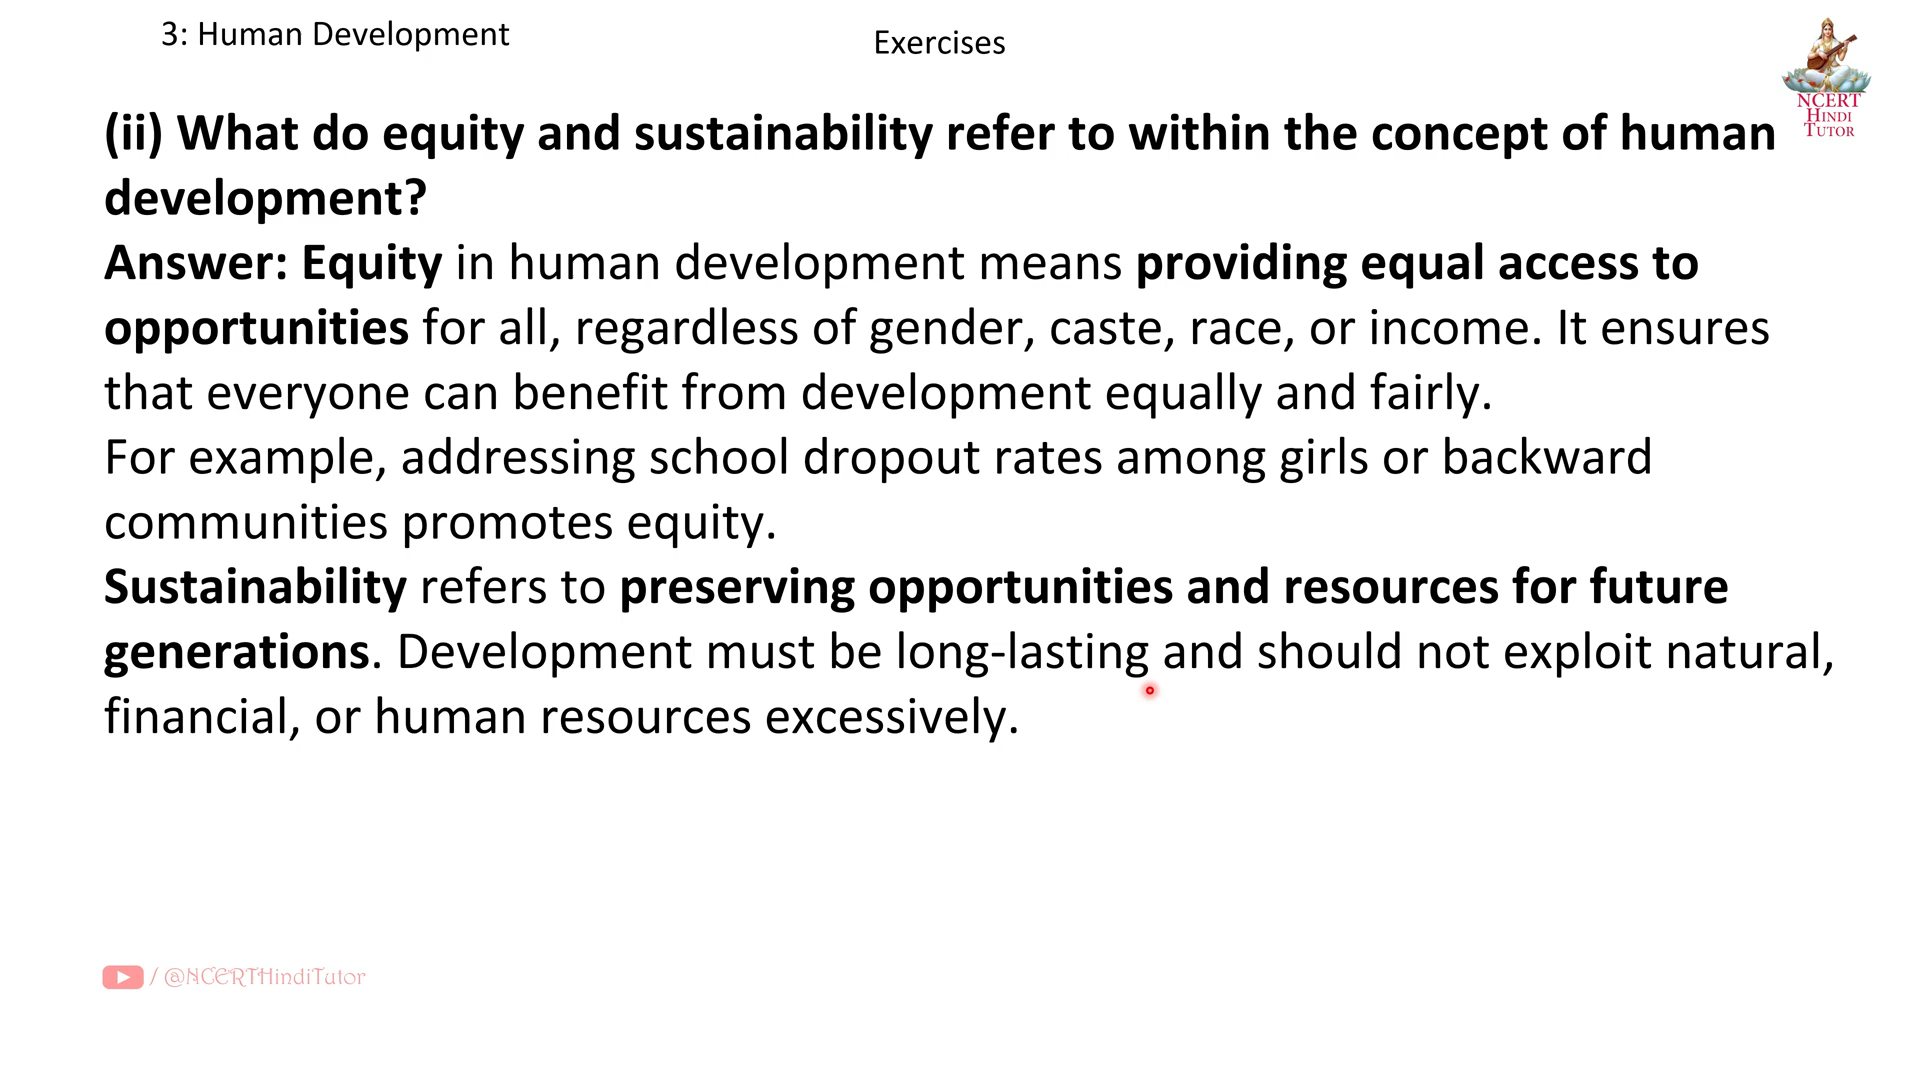 3: Human Development
Exercises
NCERT
HINDI
TUTOR
(ii) What do equity and sustainability refer to within the concept of human
development?
Answer: Equity in human development means providing equal access to
opportunities for all, regardless of gender, caste, race, or income. It ensures
that everyone can benefit from development equally and fairly.
For example, addressing school dropout rates among girls or backward
communities promotes equity.
Sustainability refers to preserving opportunities and resources for future
generations. Development must be long-lasting and should not exploit natural,
financial, or human resources excessively.
/ @NCERTHindiTutor